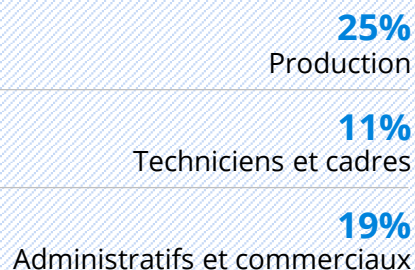 25%
Production
11%
Techniciens et cadres
19%
Administratifs et commerciaux